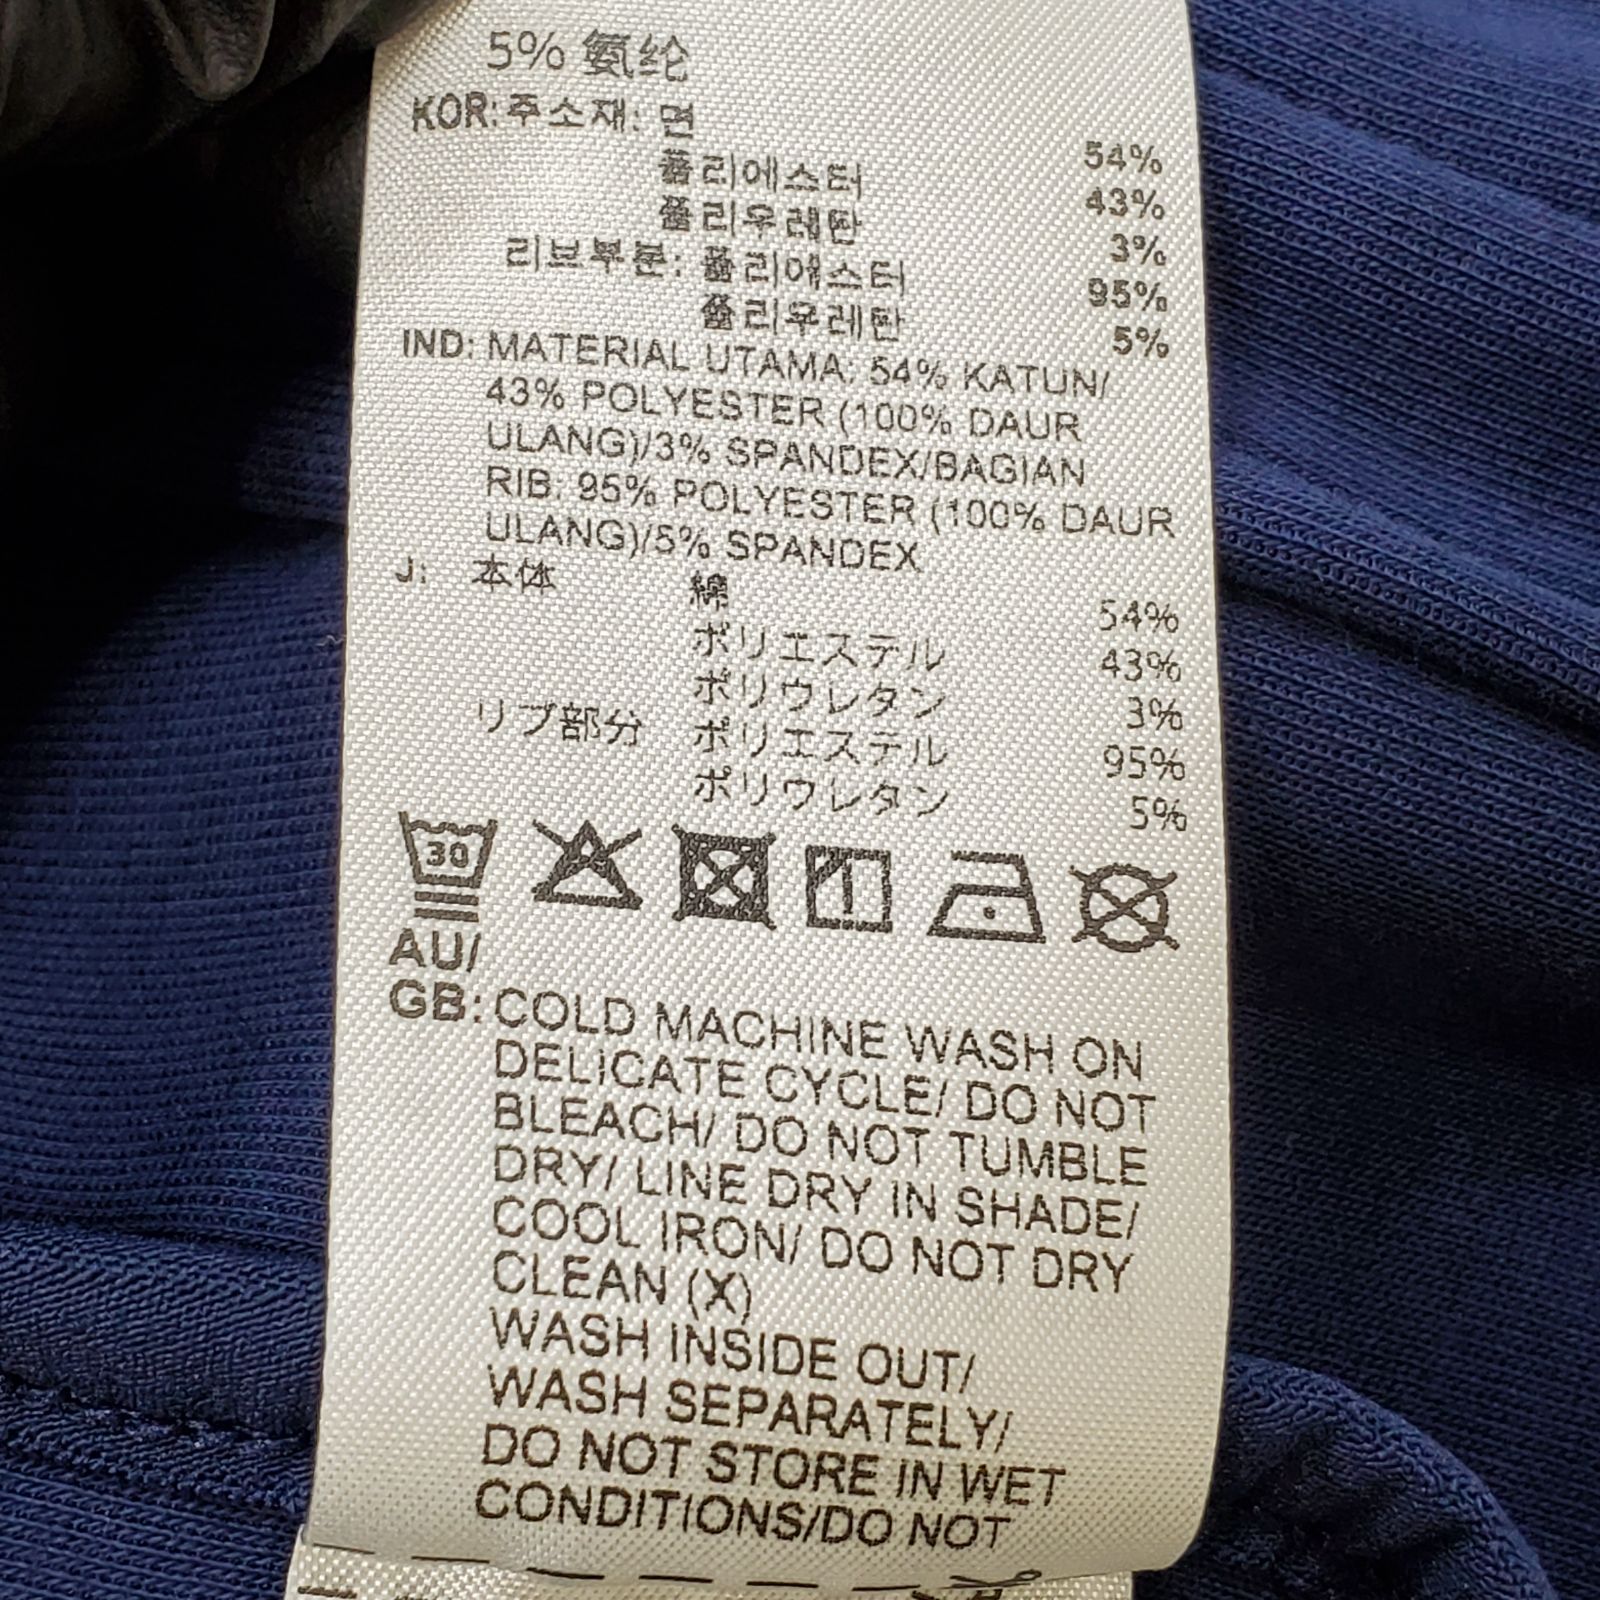 5% 氨纶
KOR: 주소재: 면 54%
폴리에스터 43%
폴리우레탄 3%
리브부분: 폴리에스터 95%
폴리우레탄 5%
IND: MATERIAL UTAMA: 54% KATUN/
43% POLYESTER (100% DAUR
ULANG)/3% SPANDEX/BAGIAN
RIB: 95% POLYESTER (100% DAUR
ULANG)/5% SPANDEX
J: 本体 綿 54%
ポリエステル 43%
ポリウレタン 3%
リブ部分 ポリエステル 95%
ポリウレタン 5%
30
AU/
GB: COLD MACHINE WASH ON
DELICATE CYCLE/ DO NOT
BLEACH/ DO NOT TUMBLE
DRY/ LINE DRY IN SHADE/
COOL IRON/ DO NOT DRY
CLEAN (X)
WASH INSIDE OUT/
WASH SEPARATELY/
DO NOT STORE IN WET
CONDITIONS/DO NOT